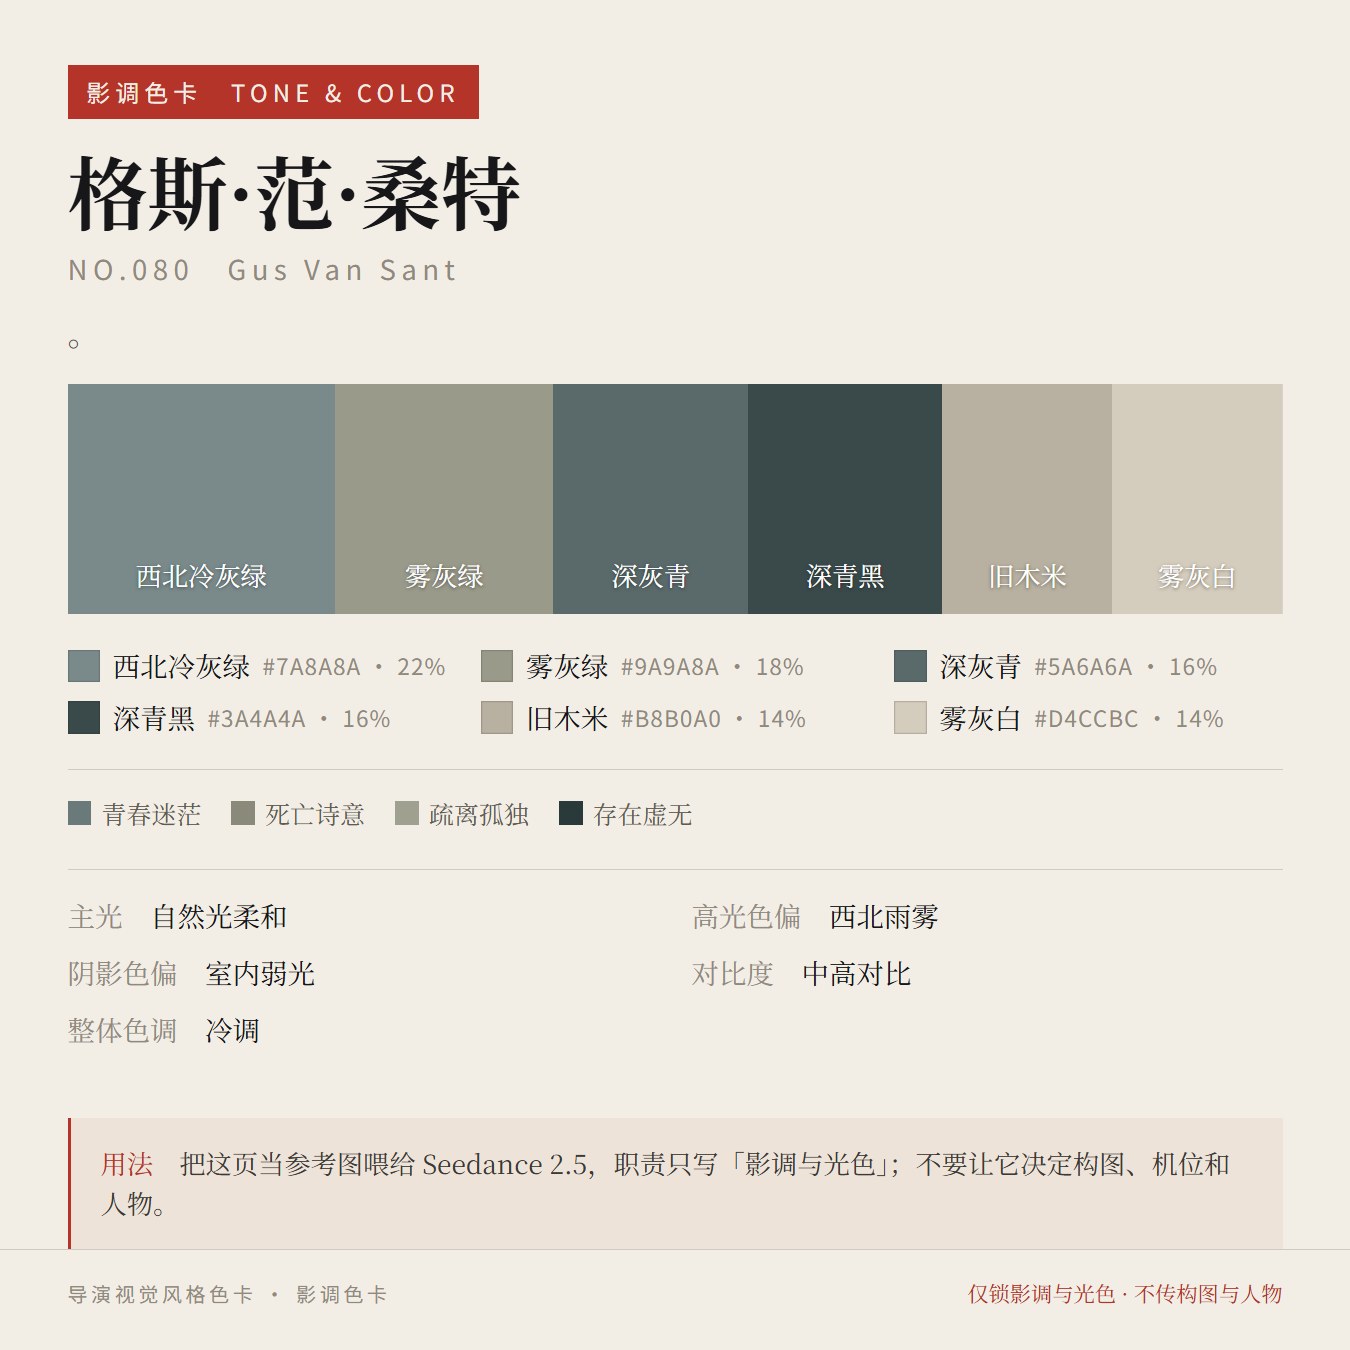 影调色卡 TONE & COLOR
格斯·范·桑特
NO.080 Gus Van Sant
。
西北冷灰绿 雾灰绿 深灰青 深青黑 旧木米 雾灰白
西北冷灰绿 #7A8A8A · 22% 雾灰绿 #9A9A8A · 18% 深灰青 #5A6A6A · 16%
深青黑 #3A4A4A · 16% 旧木米 #B8B0A0 · 14% 雾灰白 #D4CCBC · 14%
青春迷茫 死亡诗意 疏离孤独 存在虚无
主光 自然光柔和 高光色偏 西北雨雾
阴影色偏 室内弱光 对比度 中高对比
整体色调 冷调
用法 把这页当参考图喂给 Seedance 2.5，职责只写「影调与光色」；不要让它决定构图、机位和
人物。
导演视觉风格色卡 · 影调色卡 仅锁影调与光色 · 不传构图与人物